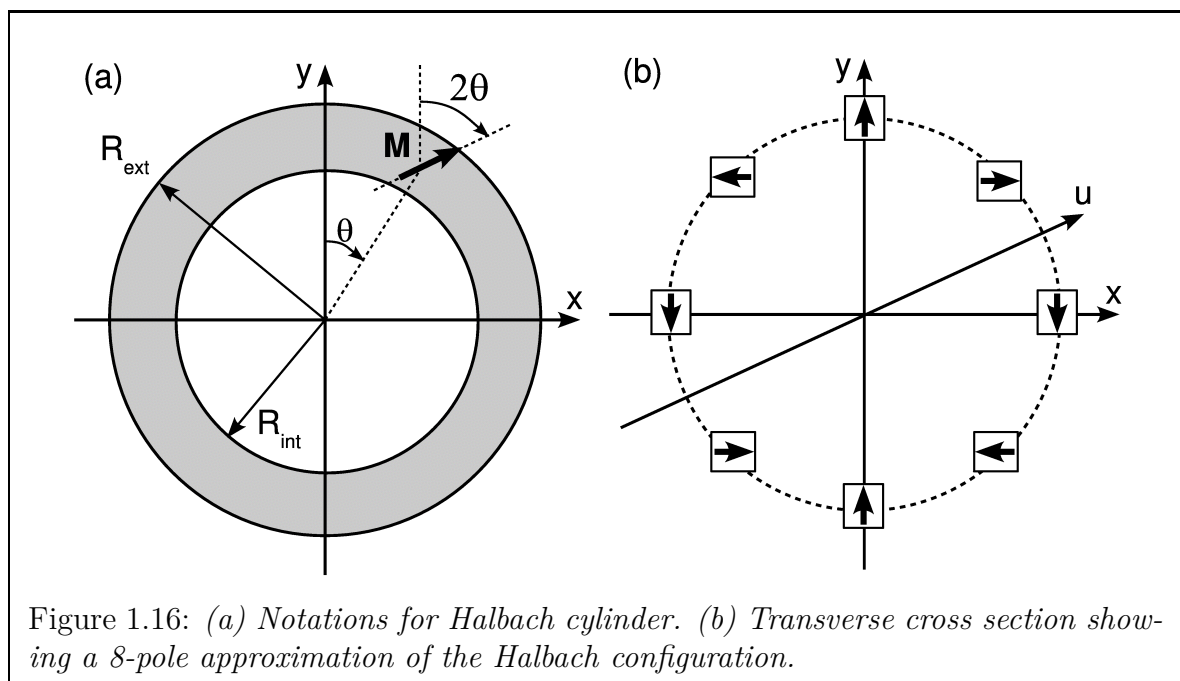 (a)
y
2θ
M
R_ext
θ
x
R_int
(b)
y
u
x
Figure 1.16: (a) Notations for Halbach cylinder. (b) Transverse cross section show-
ing a 8-pole approximation of the Halbach configuration.